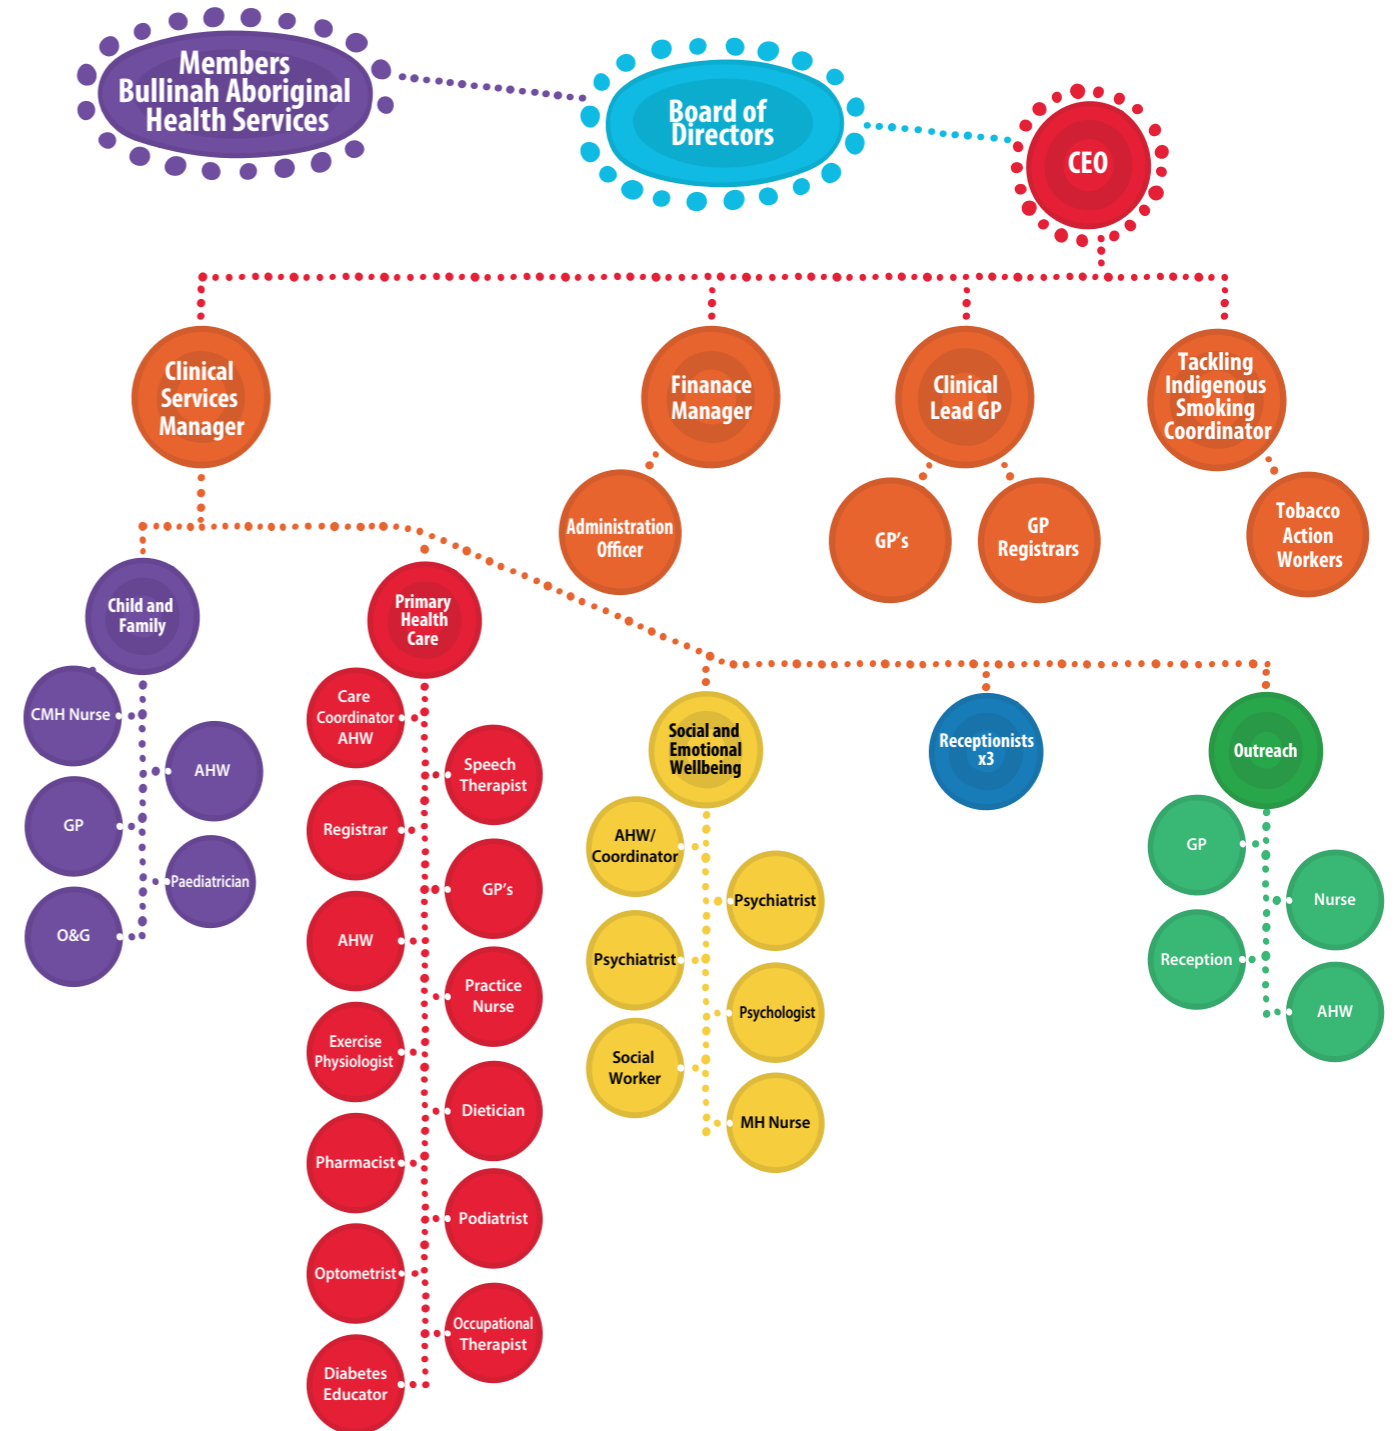 Members
Bullinah Aboriginal
Health Services
Board of
Directors
CEO
Clinical
Services
Manager
Finanace
Manager
Clinical
Lead GP
Tackling
Indigenous
Smoking
Coordinator
Administration
Officer
GP's
GP
Registrars
Tobacco
Action
Workers
Child and
Family
CMH Nurse
AHW
GP
Paediatrician
O&G
Primary
Health
Care
Care
Coordinator
AHW
Speech
Therapist
Registrar
GP's
AHW
Practice
Nurse
Exercise
Physiologist
Dietician
Pharmacist
Podiatrist
Optometrist
Occupational
Therapist
Diabetes
Educator
Social and
Emotional
Wellbeing
AHW/
Coordinator
Psychiatrist
Psychiatrist
Psychologist
Social
Worker
MH Nurse
Receptionists
x3
Outreach
GP
Nurse
Reception
AHW